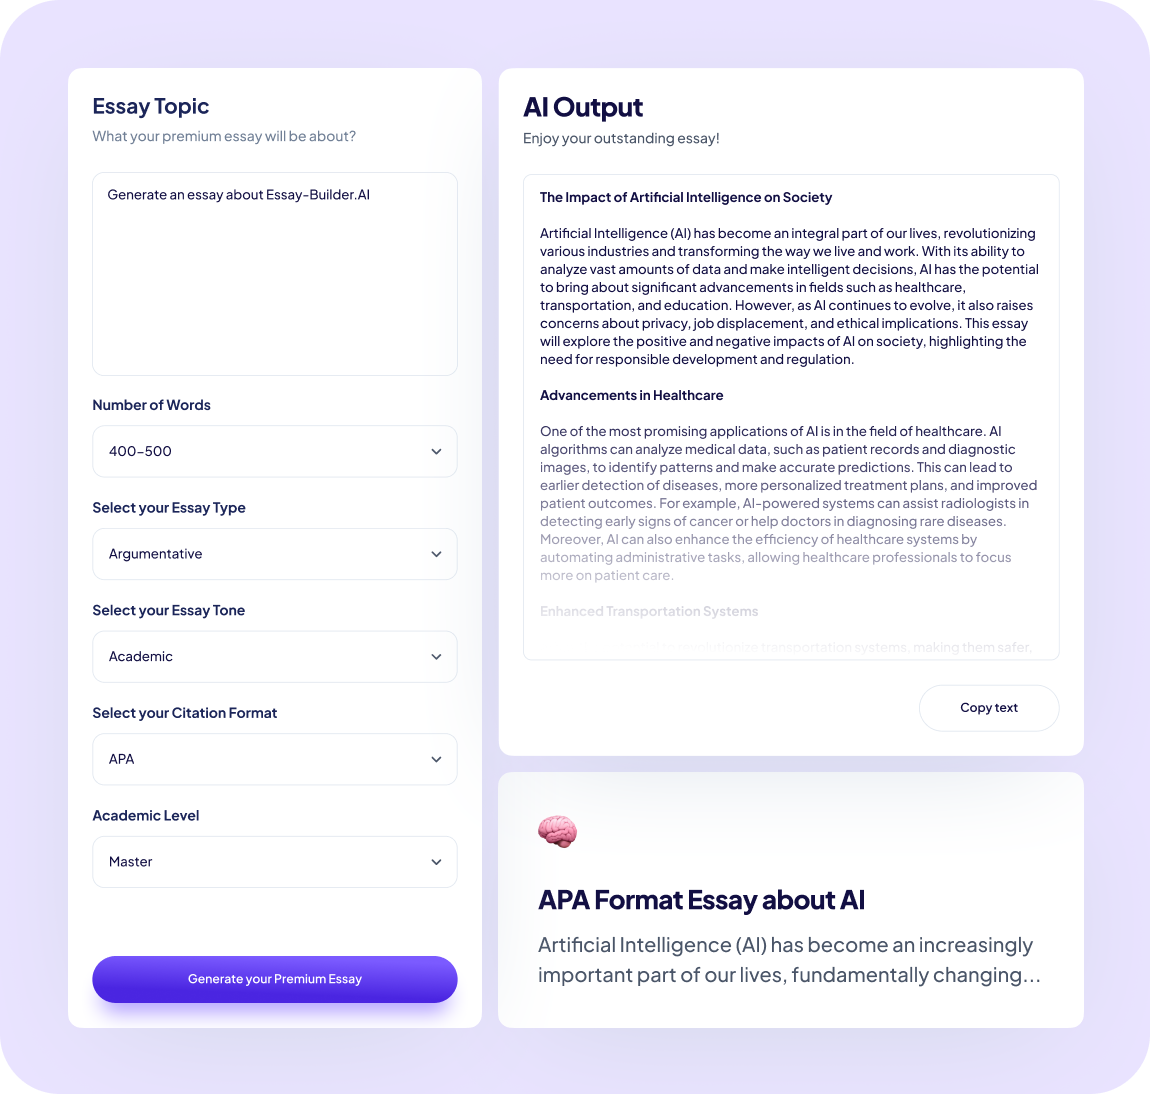 Essay Topic
What your premium essay will be about?
Generate an essay about Essay-Builder.AI
Number of Words
400-500
Select your Essay Type
Argumentative
Select your Essay Tone
Academic
Select your Citation Format
APA
Academic Level
Master
Generate your Premium Essay
AI Output
Enjoy your outstanding essay!
The Impact of Artificial Intelligence on Society
Artificial Intelligence (AI) has become an integral part of our lives, revolutionizing
various industries and transforming the way we live and work. With its ability to
analyze vast amounts of data and make intelligent decisions, AI has the potential
to bring about significant advancements in fields such as healthcare,
transportation, and education. However, as AI continues to evolve, it also raises
concerns about privacy, job displacement, and ethical implications. This essay
will explore the positive and negative impacts of AI on society, highlighting the
need for responsible development and regulation.
Advancements in Healthcare
One of the most promising applications of AI is in the field of healthcare. AI
algorithms can analyze medical data, such as patient records and diagnostic
images, to identify patterns and make accurate predictions. This can lead to
earlier detection of diseases, more personalized treatment plans, and improved
patient outcomes. For example, AI-powered systems can assist radiologists in
detecting early signs of cancer or help doctors in diagnosing rare diseases.
Moreover, AI can also enhance the efficiency of healthcare systems by
automating administrative tasks, allowing healthcare professionals to focus
more on patient care.
Enhanced Transportation Systems
revolutionize transportation systems, making them safer,
Copy text
APA Format Essay about AI
Artificial Intelligence (AI) has become an increasingly
important part of our lives, fundamentally changing...